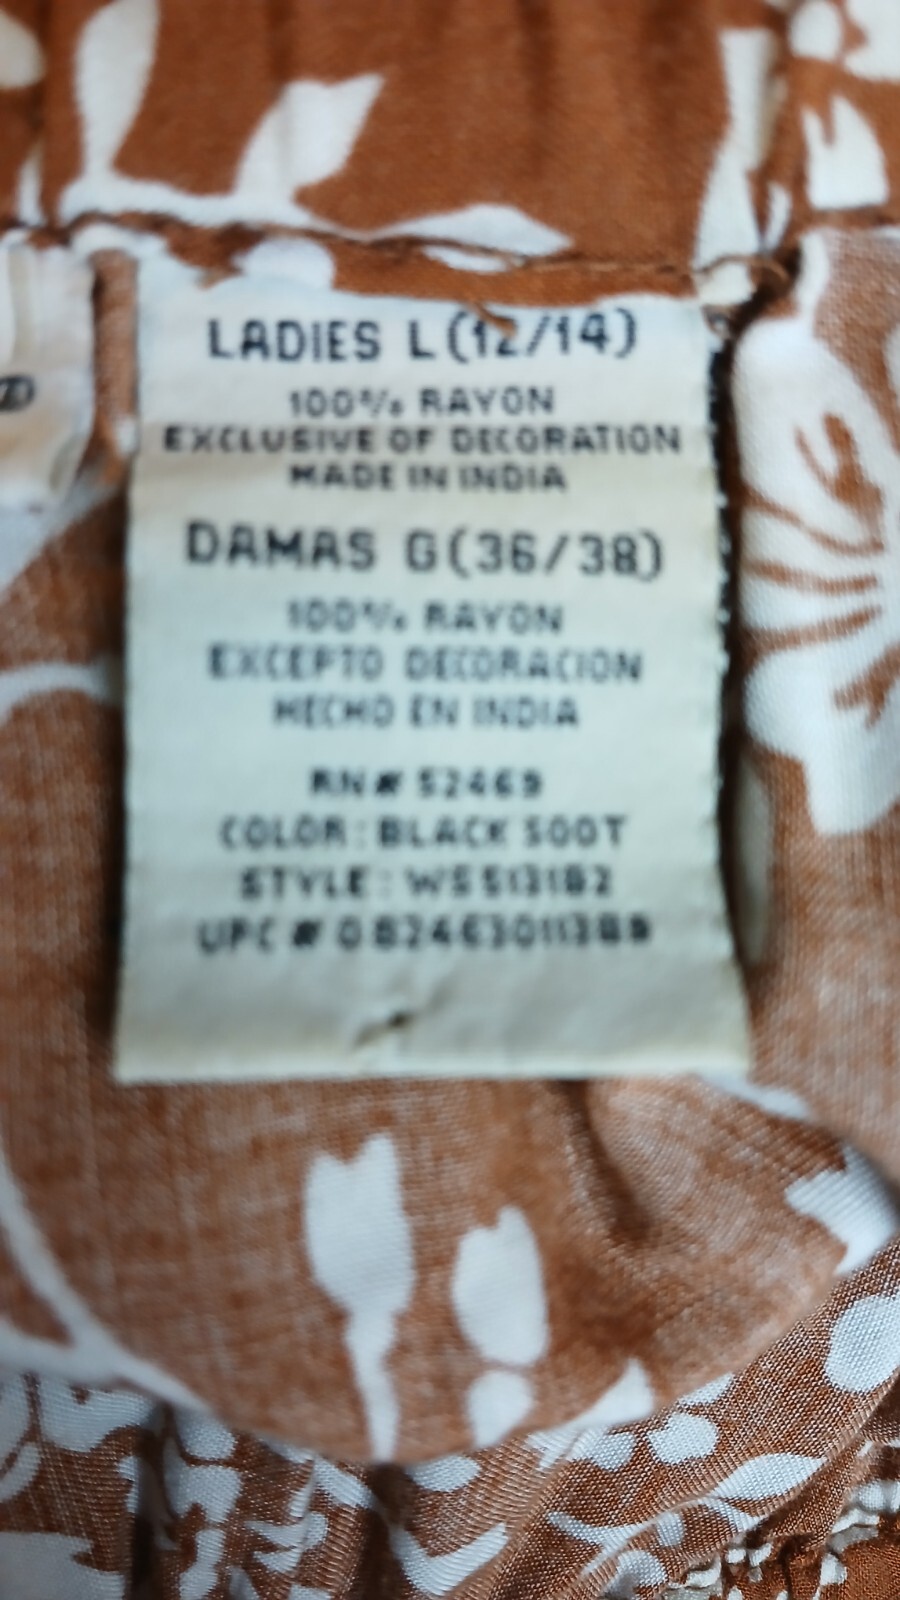 LADIES L (12/14)
100% RAYON
EXCLUSIVE OF DECORATION
MADE IN INDIA
DAMAS G (36/38)
100% RAYON
EXCEPTO DECORACION
HECHO EN INDIA
RN# 52469
COLOR : BLACK SOOT
STYLE : WS513182
UPC #